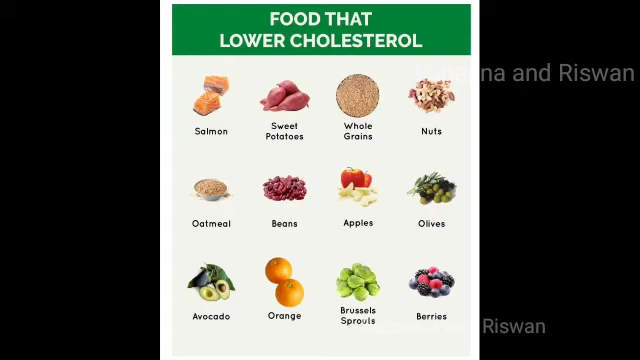 FOOD THAT
LOWER CHOLESTEROL
and Riswan
Salmon
Sweet
Potatoes
Whole
Grains
Nuts
Oatmeal
Beans
Apples
Olives
Avocado
Orange
Brussels
Sprouls
Berries
Riswan